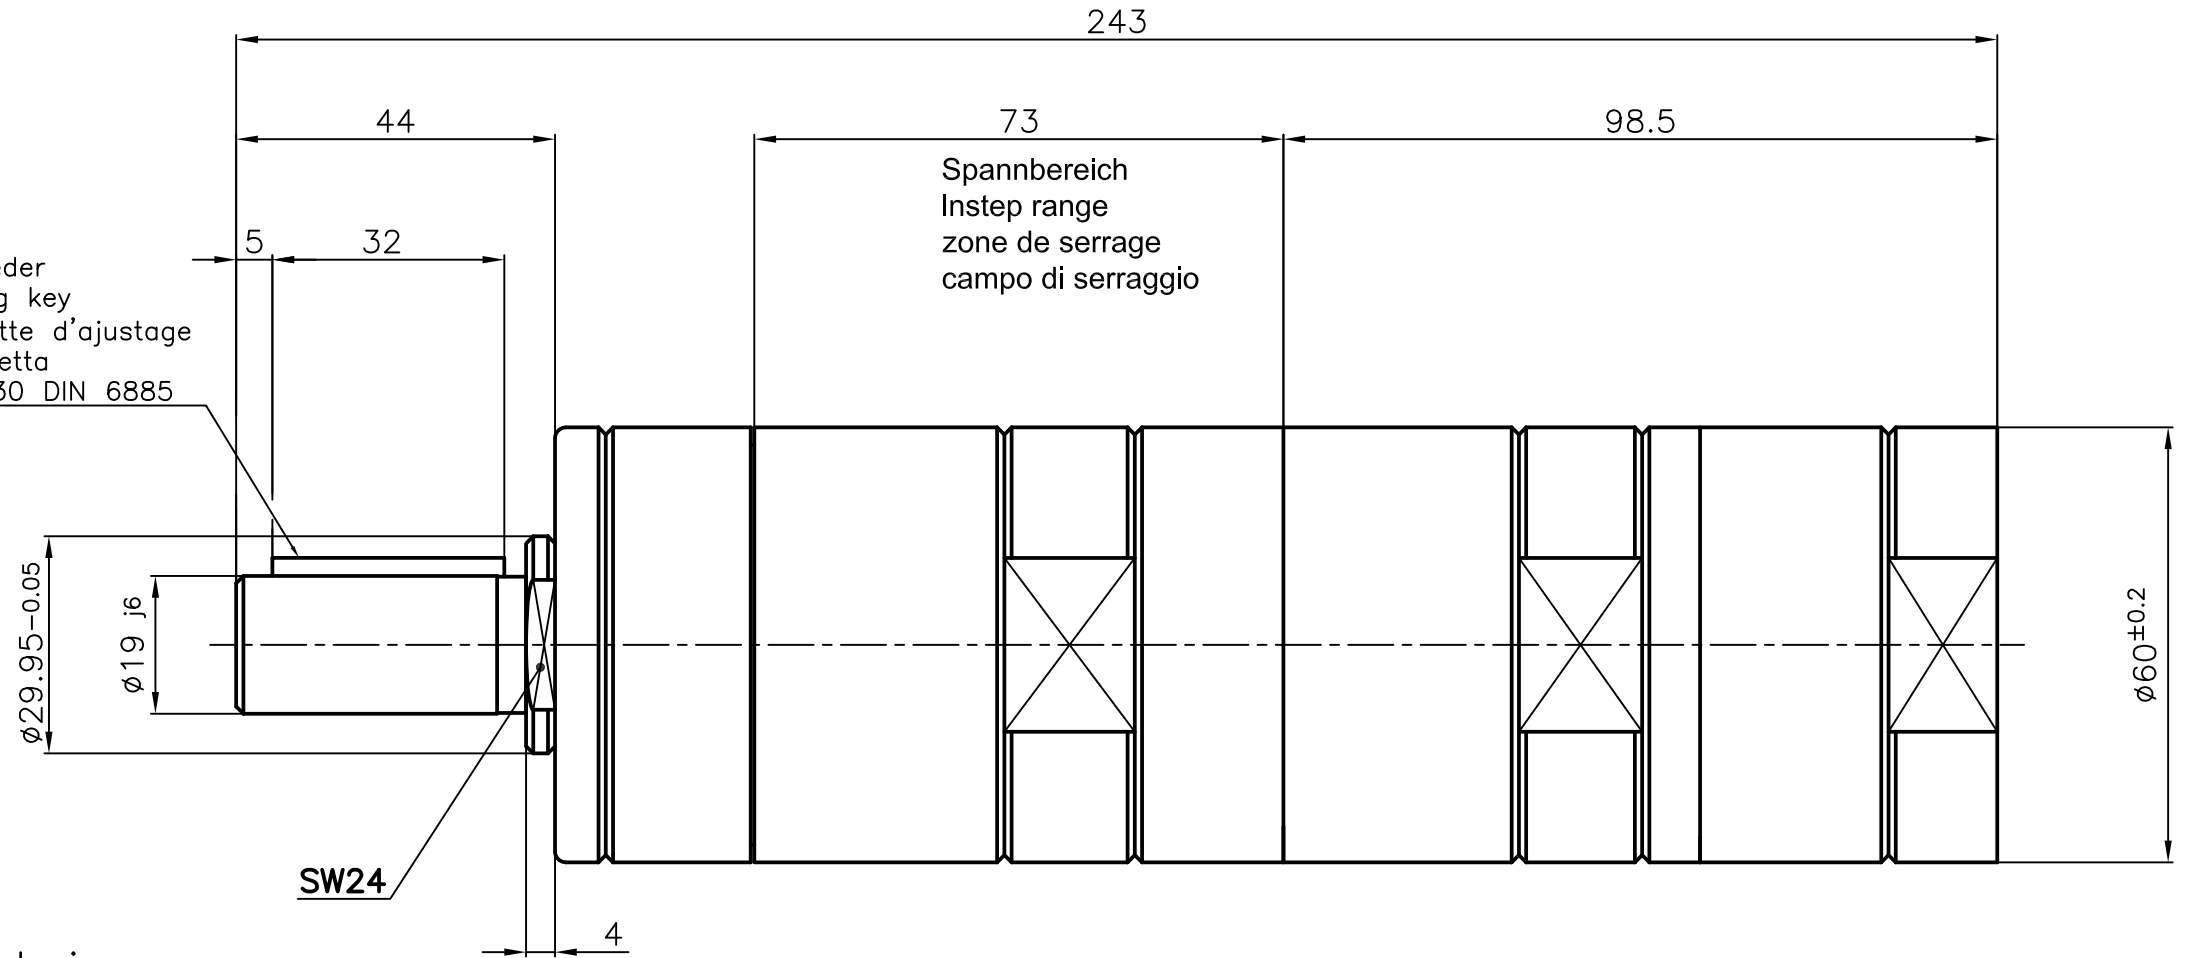 243
44
73
98.5
Spannbereich
Instep range
zone de serrage
campo di serraggio
5
32
key
d'ajustage
DIN 6885
ø29.95-0.05
ø19 j6
ø60±0.2
SW24
4